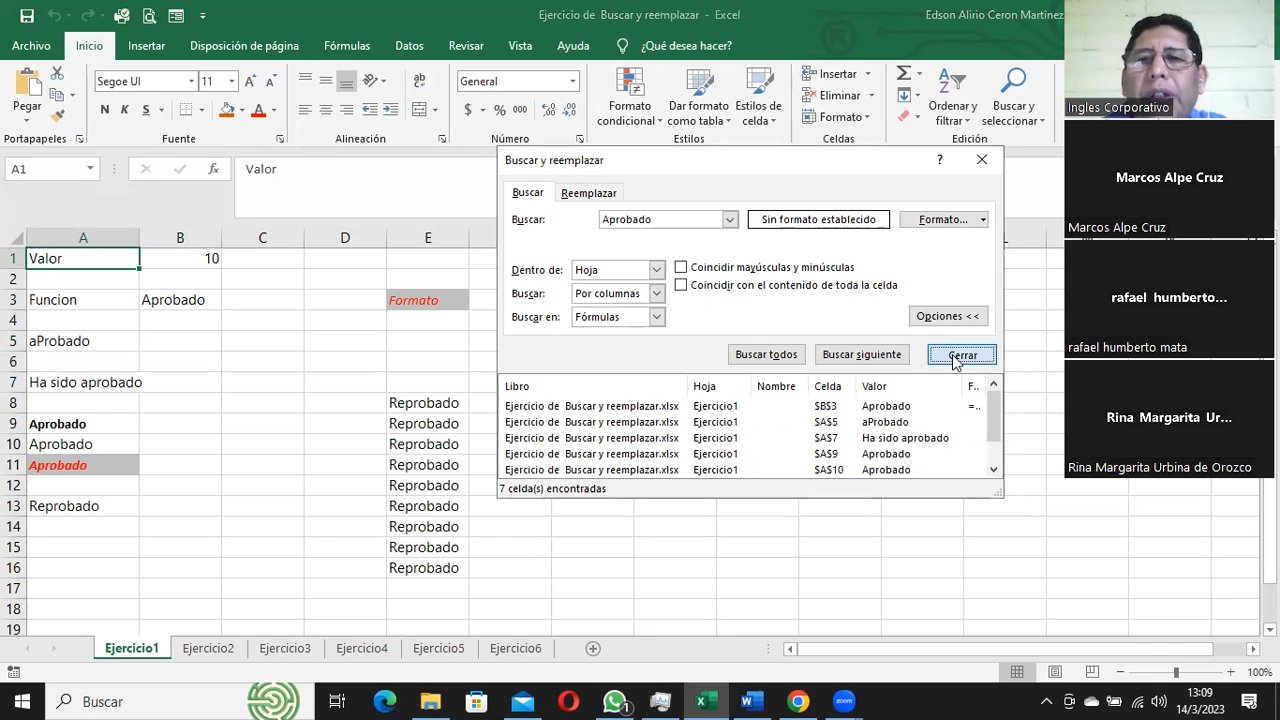 Ejercicio de Buscar y reemplazar - Excel
Edson Alirio Ceron Martinez
Archivo Inicio Insertar Disposición de página Fórmulas Datos Revisar Vista Ayuda ¿Qué desea hacer?
Pegar
Segoe UI 11
N K S
ab
General
$ % 000
Formato condicional
Dar formato como tabla
Estilos de celda
Insertar
Eliminar
Formato
Ordenar y filtrar
Buscar y seleccionar
Portapapeles Fuente Alineación Número Estilos Celdas Edición
A1 fx Valor
A B C D E L
1 Valor 10
2
3 Funcion Aprobado Formato
4
5 aProbado
6
7 Ha sido aprobado
8 Reprobado
9 Aprobado Reprobado
10 Aprobado Reprobado
11 Aprobado Reprobado
12 Reprobado
13 Reprobado Reprobado
14 Reprobado
15 Reprobado
16 Reprobado
17
18
19
Buscar y reemplazar ?
Buscar Reemplazar
Buscar: Aprobado Sin formato establecido Formato...
Dentro de: Hoja Coincidir mayúsculas y minúsculas
Buscar: Por columnas Coincidir con el contenido de toda la celda
Buscar en: Fórmulas Opciones <<
Buscar todos Buscar siguiente Cerrar
Libro Hoja Nombre Celda Valor F..
Ejercicio de Buscar y reemplazar.xlsx Ejercicio1 $B$3 Aprobado =..
Ejercicio de Buscar y reemplazar.xlsx Ejercicio1 $A$5 aProbado
Ejercicio de Buscar y reemplazar.xlsx Ejercicio1 $A$7 Ha sido aprobado
Ejercicio de Buscar y reemplazar.xlsx Ejercicio1 $A$9 Aprobado
Ejercicio de Buscar y reemplazar.xlsx Ejercicio1 $A$10 Aprobado
7 celda(s) encontradas
Ingles Corporativo
Marcos Alpe Cruz
Marcos Alpe Cruz
rafael humberto...
rafael humberto mata
Rina Margarita Ur...
Rina Margarita Urbina de Orozco
Ejercicio1 Ejercicio2 Ejercicio3 Ejercicio4 Ejercicio5 Ejercicio6
100%
Buscar
1
13:09
14/3/2023